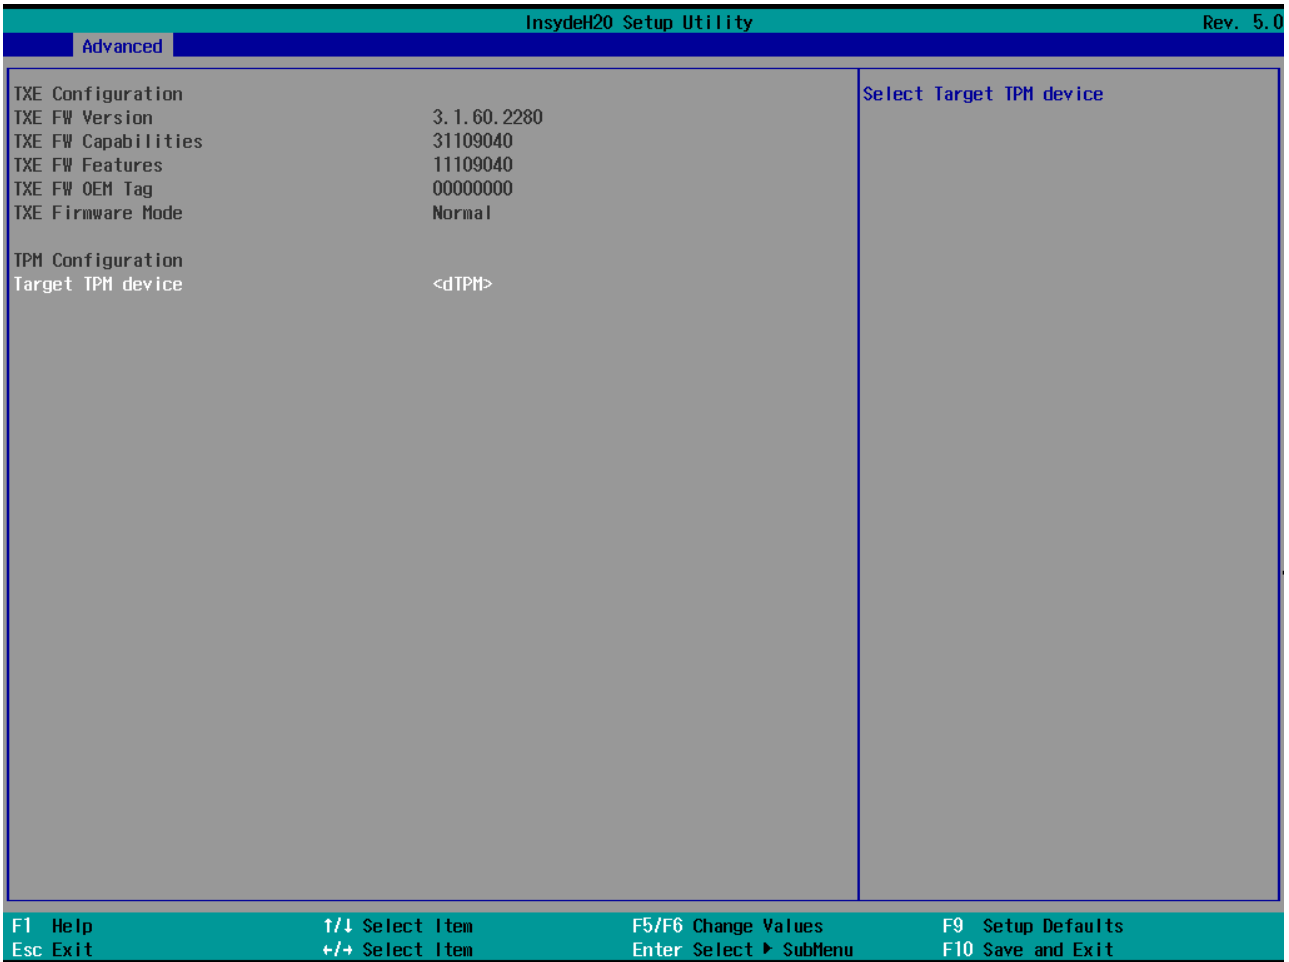 InsydeH20 Setup Utility Rev. 5.0
Advanced
TXE Configuration
TXE FW Version 3.1.60.2280
TXE FW Capabilities 31109040
TXE FW Features 11109040
TXE FW OEM Tag 00000000
TXE Firmware Mode Normal
TPM Configuration
Target TPM device <dTPM>
Select Target TPM device
F1 Help ↑/↓ Select Item F5/F6 Change Values F9 Setup Defaults
Esc Exit ←/→ Select Item Enter Select ▶ SubMenu F10 Save and Exit